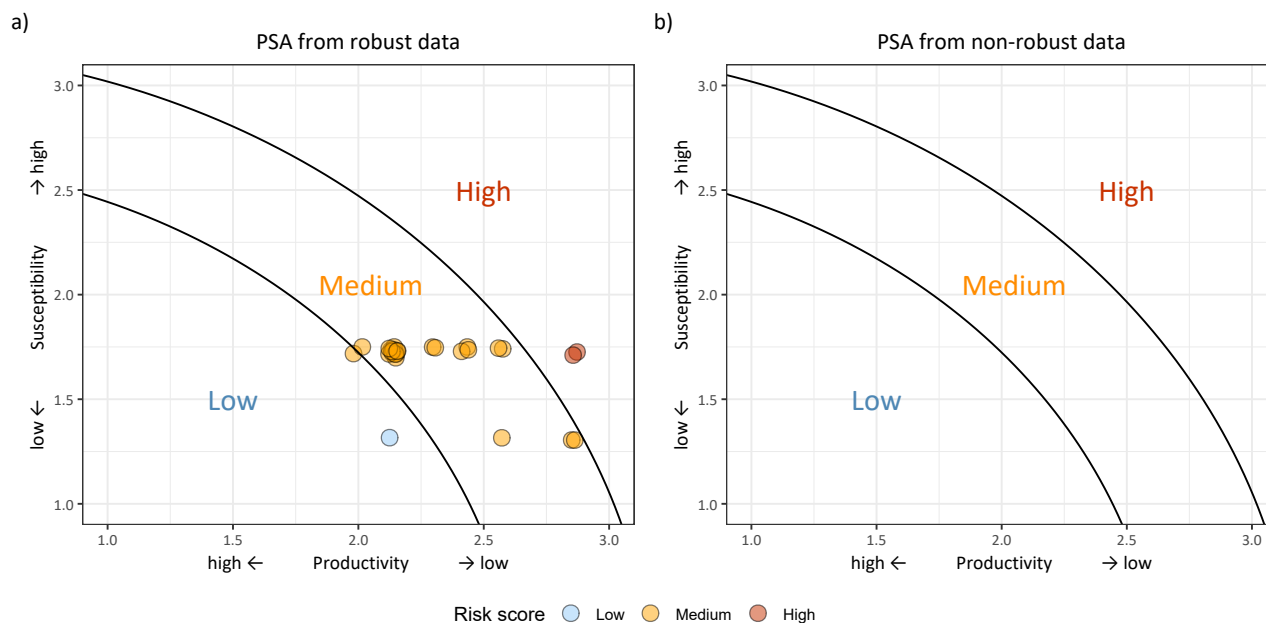 a)
PSA from robust data
3.0
2.5
2.0
1.5
1.0
low ← Susceptibility → high
High
Medium
Low
1.0 1.5 2.0 2.5 3.0
high ← Productivity → low
b)
PSA from non-robust data
3.0
2.5
2.0
1.5
1.0
low ← Susceptibility → high
High
Medium
Low
1.0 1.5 2.0 2.5 3.0
high ← Productivity → low
Risk score Low Medium High